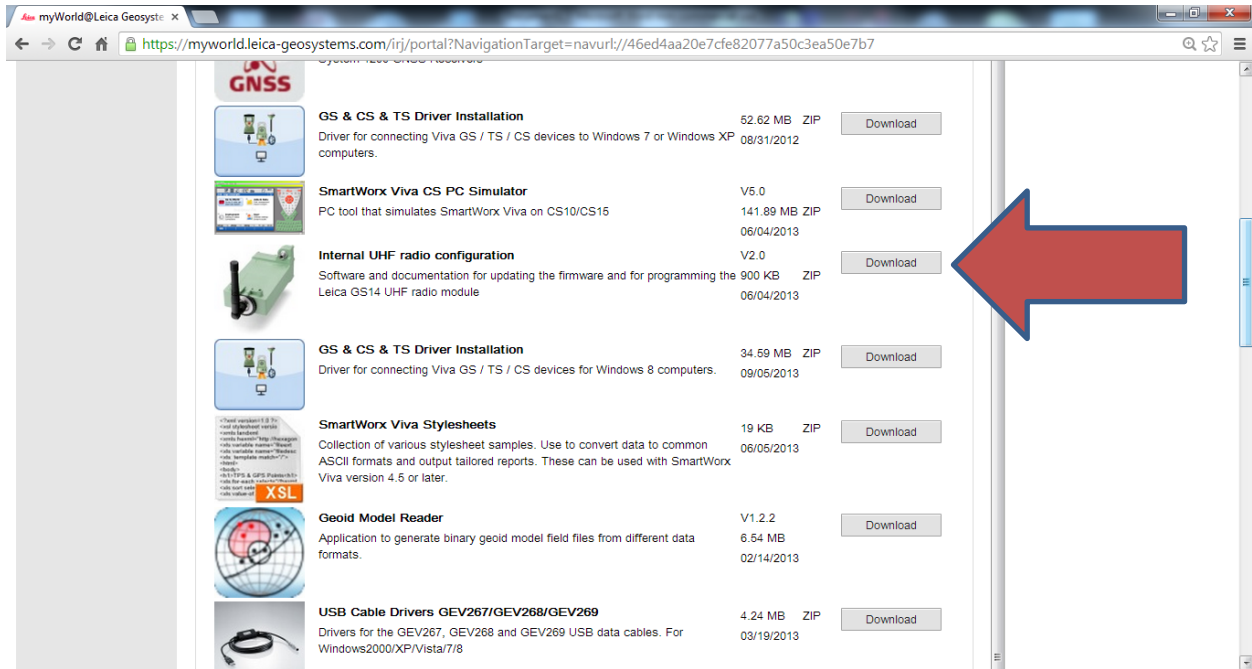 myWorld@Leica Geosyste
https://myworld.leica-geosystems.com/irj/portal?NavigationTarget=navurl://46ed4aa20e7cfe82077a50c3ea50e7b7
System 1200 GNSS Receivers
GNSS
GS & CS & TS Driver Installation
52.62 MB ZIP
Download
Driver for connecting Viva GS / TS / CS devices to Windows 7 or Windows XP
08/31/2012
computers.
SmartWorx Viva CS PC Simulator
V5.0
Download
PC tool that simulates SmartWorx Viva on CS10/CS15
141.89 MB ZIP
06/04/2013
Internal UHF radio configuration
V2.0
Download
Software and documentation for updating the firmware and for programming the
900 KB ZIP
Leica GS14 UHF radio module
06/04/2013
GS & CS & TS Driver Installation
34.59 MB ZIP
Download
Driver for connecting Viva GS / TS / CS devices for Windows 8 computers.
09/05/2013
SmartWorx Viva Stylesheets
19 KB ZIP
Download
Collection of various stylesheet samples. Use to convert data to common
06/05/2013
ASCII formats and output tailored reports. These can be used with SmartWorx
Viva version 4.5 or later.
XSL
Geoid Model Reader
V1.2.2
Download
Application to generate binary geoid model field files from different data
6.54 MB
formats.
02/14/2013
USB Cable Drivers GEV267/GEV268/GEV269
4.24 MB ZIP
Download
Drivers for the GEV267, GEV268 and GEV269 USB data cables. For
03/19/2013
Windows2000/XP/Vista/7/8